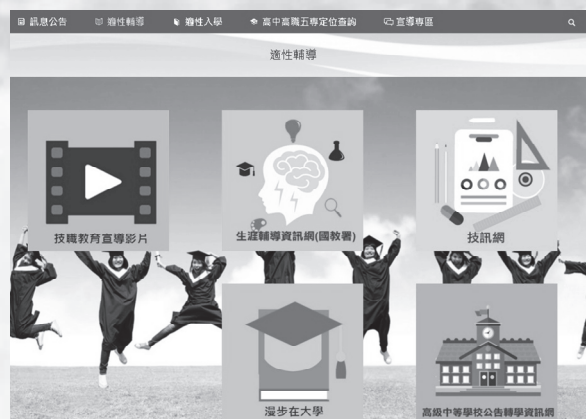 訊息公告 適性輔導 適性入學 高中高職五專定位查詢 宣導專區
適性輔導
技職教育宣導影片 生涯輔導資訊網(國教署) 技訊網
漫步在大學 高級中等學校公告轉學資訊網